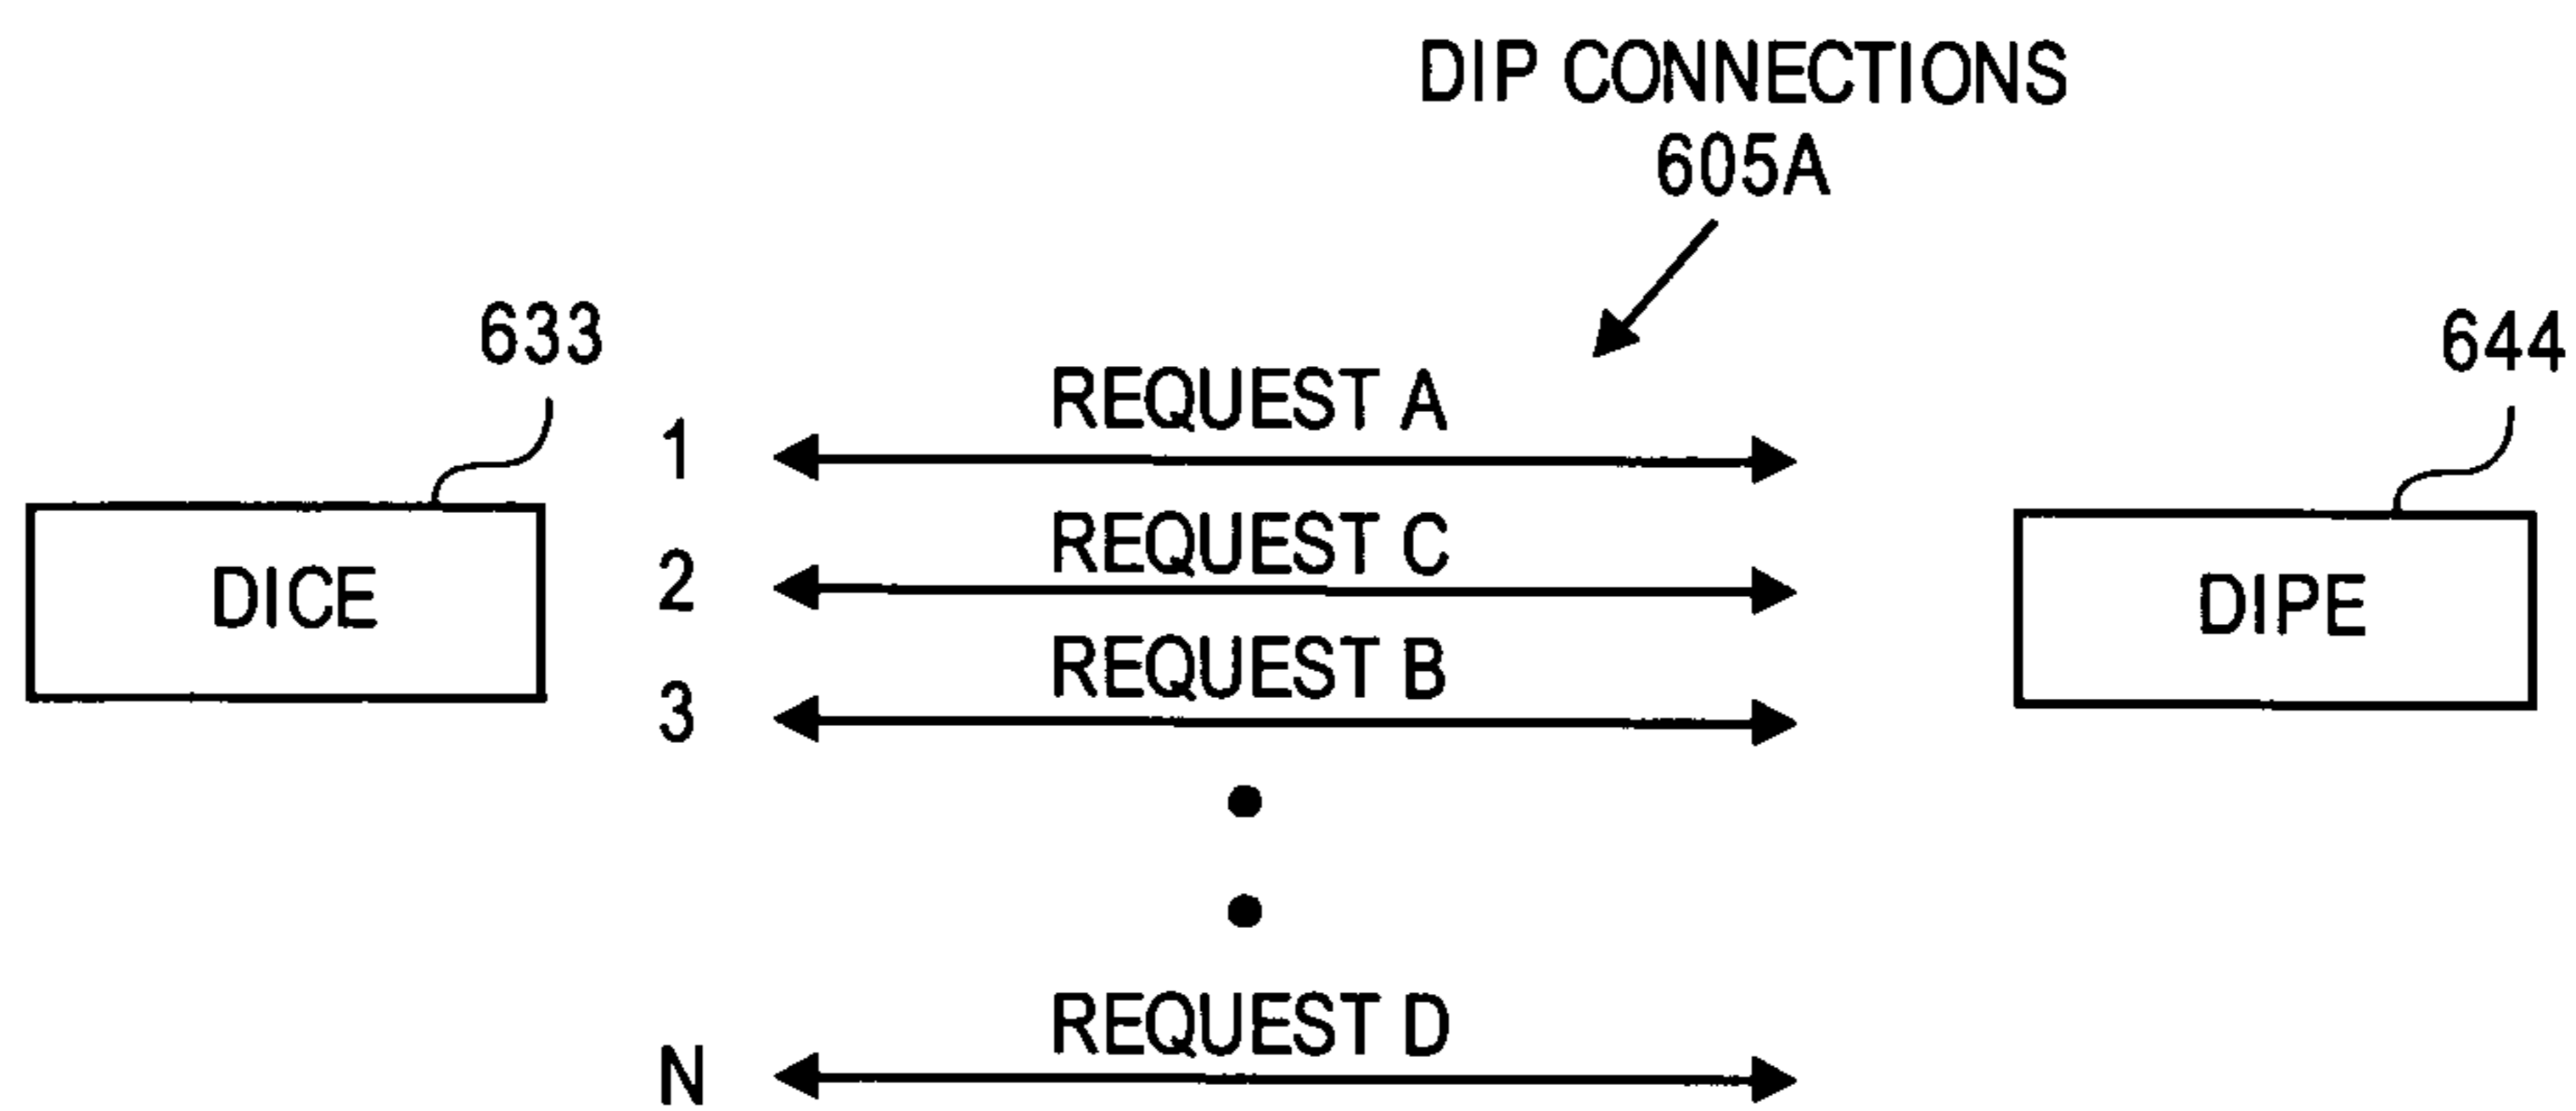 DIP CONNECTIONS
605A
633
644
REQUEST A
1
REQUEST C
2
DICE
DIPE
REQUEST B
3
REQUEST D
N